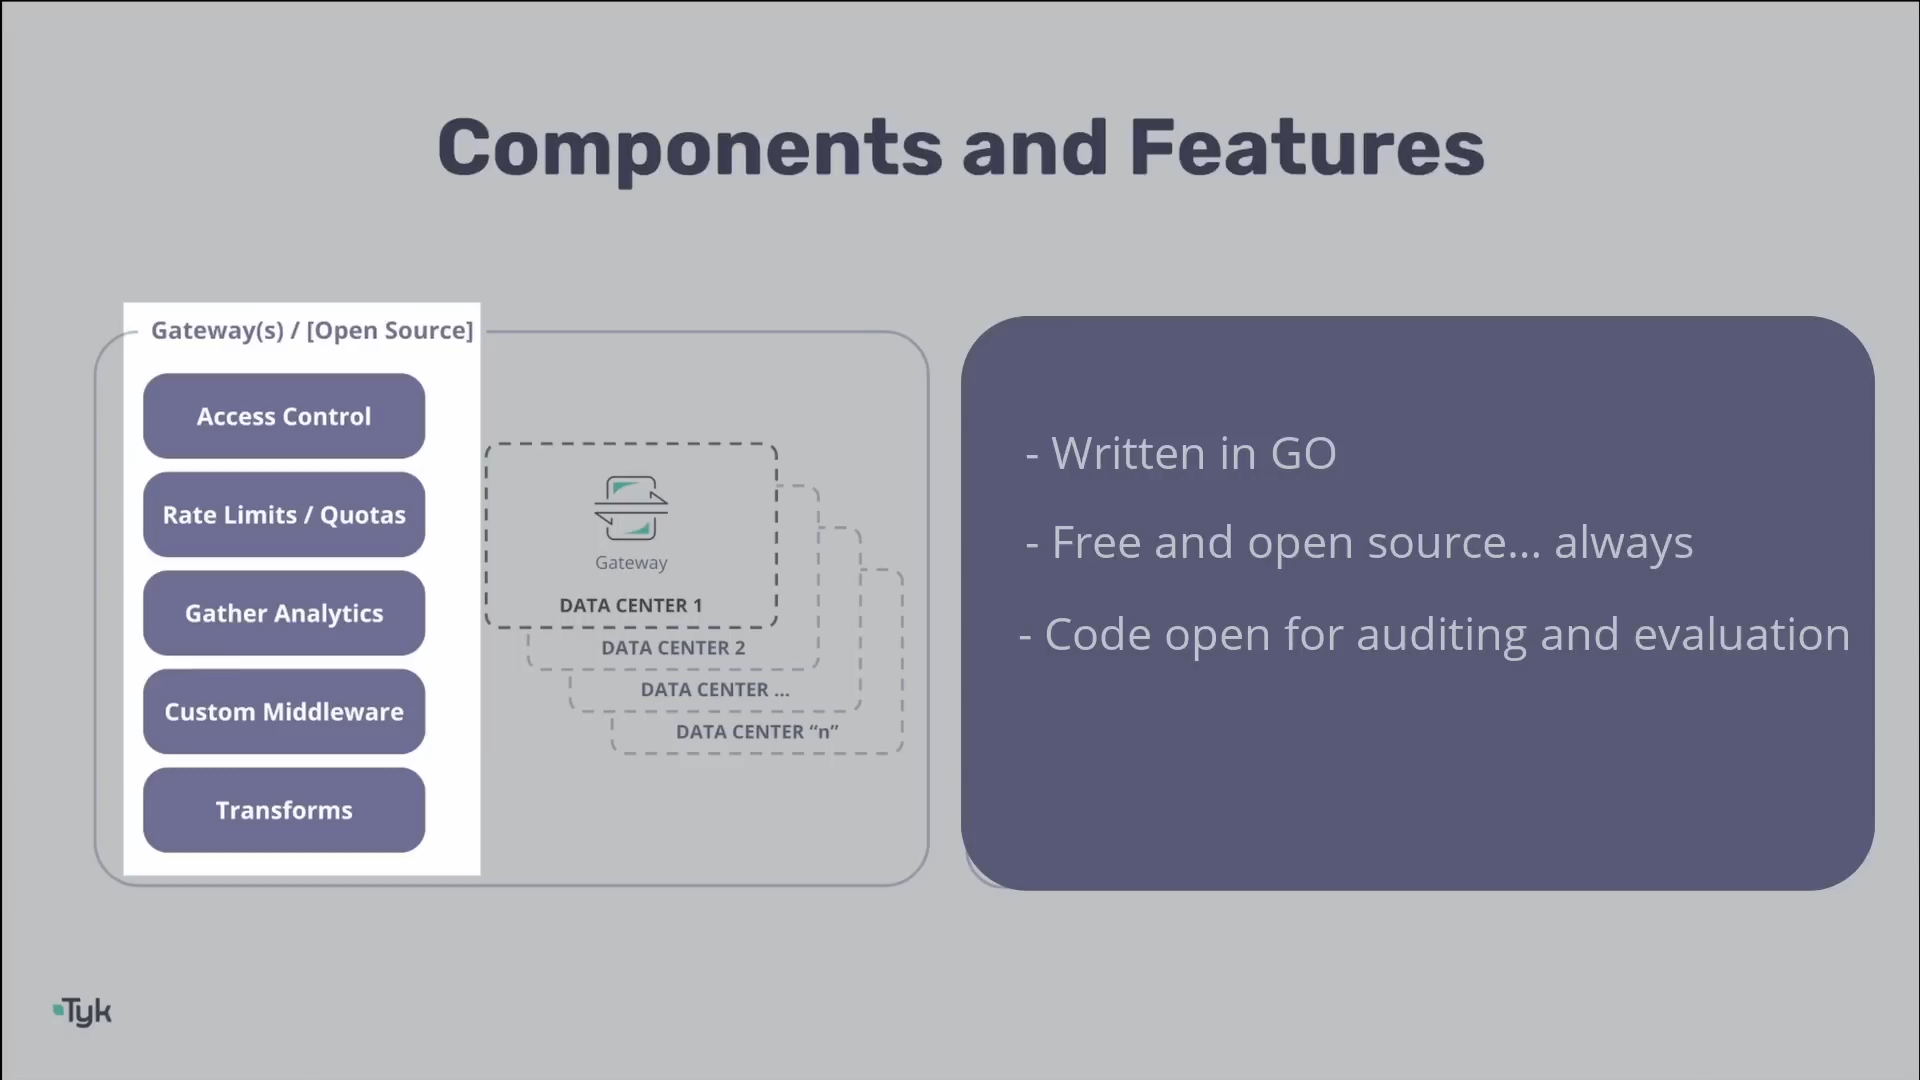 Components and Features
Gateway(s) / [Open Source]
Access Control
Rate Limits / Quotas
Gather Analytics
Custom Middleware
Transforms
Gateway
DATA CENTER 1
DATA CENTER 2
DATA CENTER ...
DATA CENTER “n”
- Written in GO
- Free and open source... always
- Code open for auditing and evaluation
Tyk